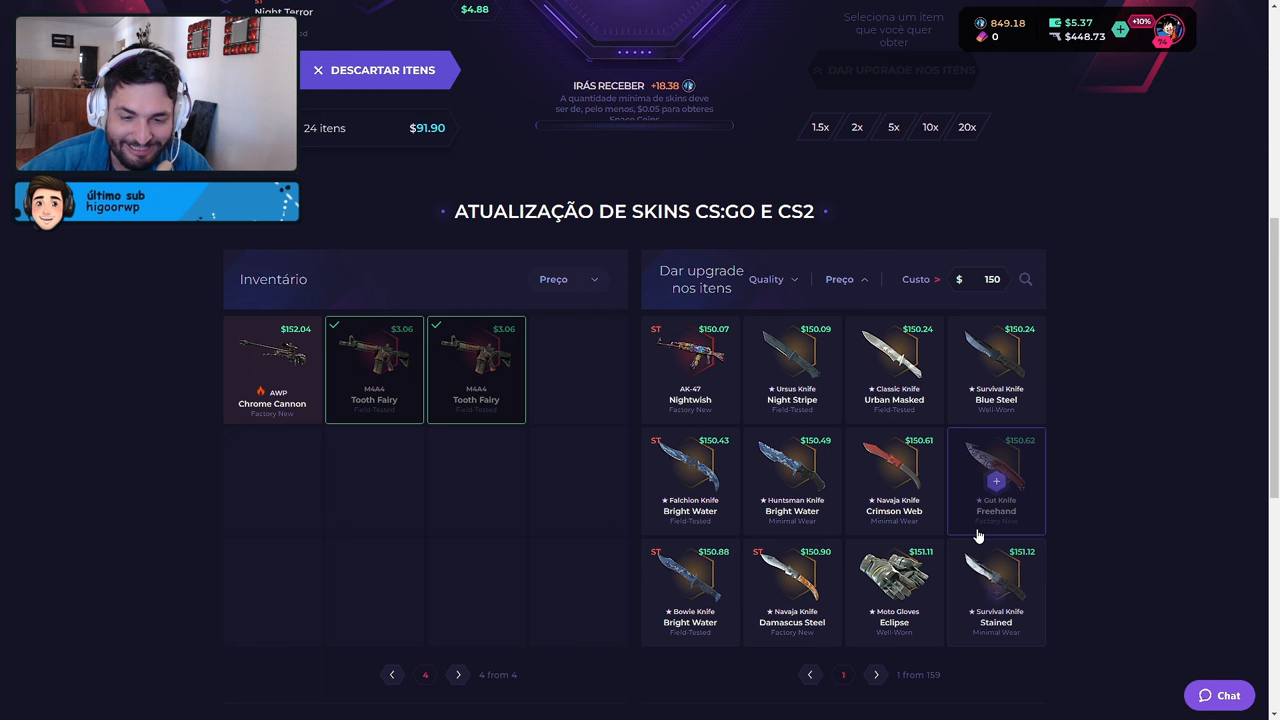 ST
Night Terror
$4.88
DESCARTAR ITENS
24 itens
$91.90
IRÁS RECEBER +18.38
A quantidade mínima de skins deve
ser de, pelo menos, $0.05 para obteres
Space Coins
Seleciona um item
que você quer
obter
DAR UPGRADE NOS ITENS
1.5x
2x
5x
10x
20x
849.18
0
$5.37
$448.73
+10%
74
último sub
higoorwp
ATUALIZAÇÃO DE SKINS CS:GO E CS2
Inventário
Preço
$152.04
AWP
Chrome Cannon
Factory New
$3.06
M4A4
Tooth Fairy
Field-Tested
$3.06
M4A4
Tooth Fairy
Field-Tested
4
4 from 4
Dar upgrade
nos itens
Quality
Preço
Custo >
$ 150
ST
$150.07
AK-47
Nightwish
Factory New
$150.09
★ Ursus Knife
Night Stripe
Field-Tested
$150.24
★ Classic Knife
Urban Masked
Field-Tested
$150.24
★ Survival Knife
Blue Steel
Well-Worn
ST
$150.43
★ Falchion Knife
Bright Water
Field-Tested
$150.49
★ Huntsman Knife
Bright Water
Minimal Wear
$150.61
★ Navaja Knife
Crimson Web
Minimal Wear
$150.62
★ Gut Knife
Freehand
Factory New
ST
$150.88
★ Bowie Knife
Bright Water
Field-Tested
ST
$150.90
★ Navaja Knife
Damascus Steel
Factory New
$151.11
★ Moto Gloves
Eclipse
Well-Worn
$151.12
★ Survival Knife
Stained
Minimal Wear
1
1 from 159
Chat